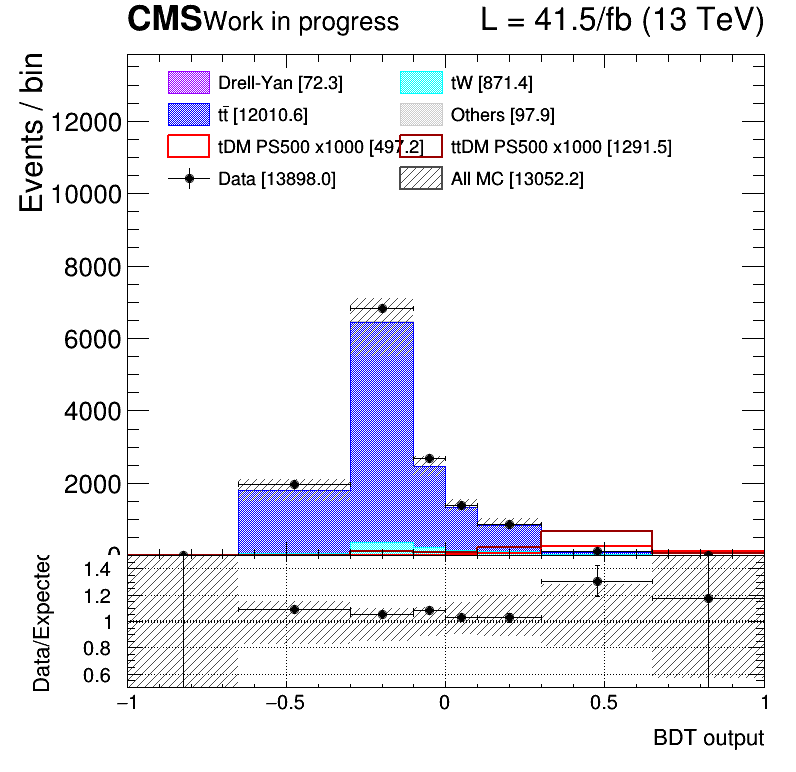 CMS Work in progress L = 41.5/fb (13 TeV)
Events / bin
Drell-Yan [72.3] tW [871.4]
tt̄ [12010.6] Others [97.9]
tDM PS500 x1000 [497.2] ttDM PS500 x1000 [1291.5]
Data [13898.0] All MC [13052.2]
12000
10000
8000
6000
4000
2000
0
Data/Expected
1.4
1.2
1
0.8
0.6
−1 −0.5 0 0.5 1
BDT output